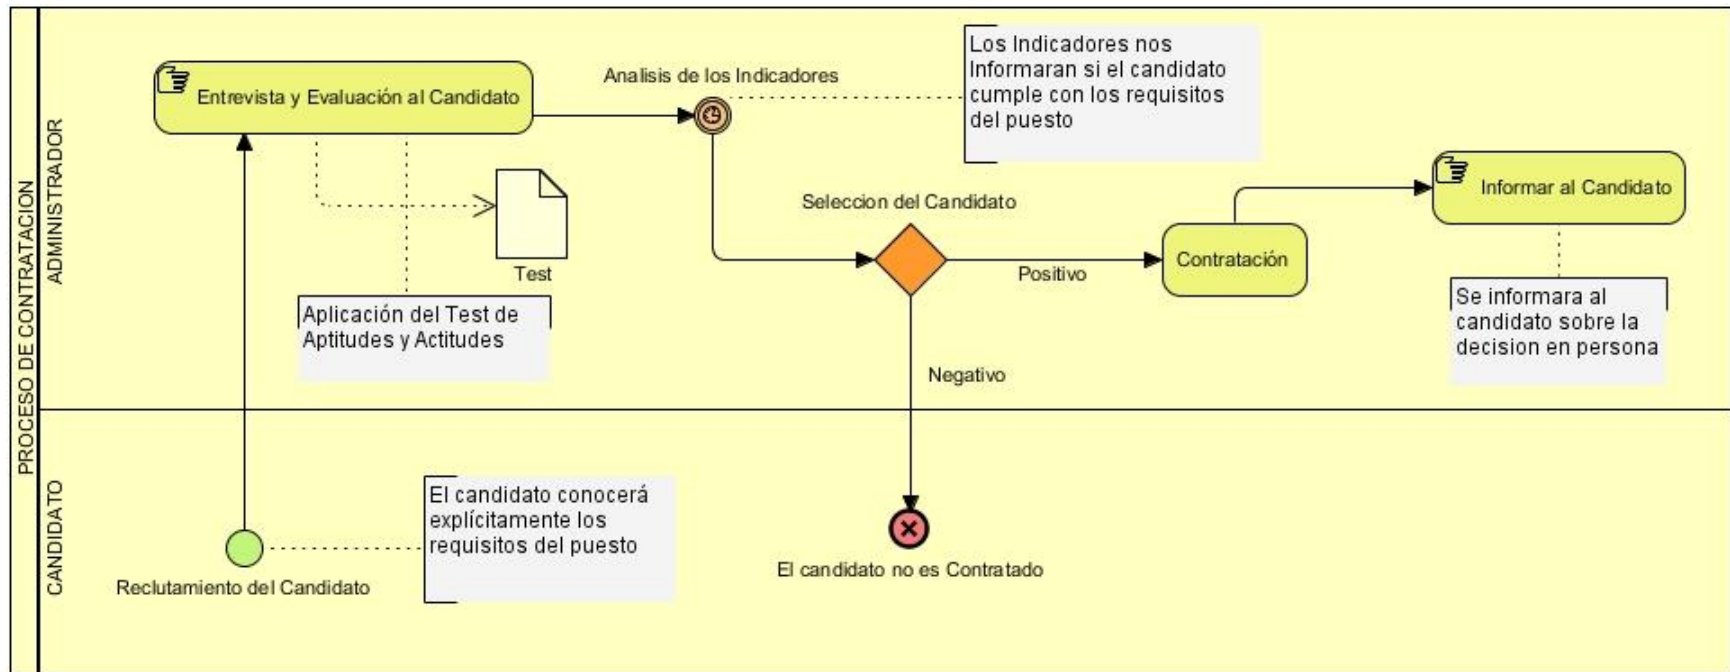 PROCESO DE CONTRATACION
ADMINISTRADOR
Entrevista y Evaluación al Candidato
Analisis de los Indicadores
Los Indicadores nos
Informaran si el candidato
cumple con los requisitos
del puesto
Test
Aplicación del Test de
Aptitudes y Actitudes
Seleccion del Candidato
Positivo
Negativo
Contratación
Informar al Candidato
Se informara al
candidato sobre la
decision en persona
CANDIDATO
Reclutamiento del Candidato
El candidato conocerá
explícitamente los
requisitos del puesto
El candidato no es Contratado